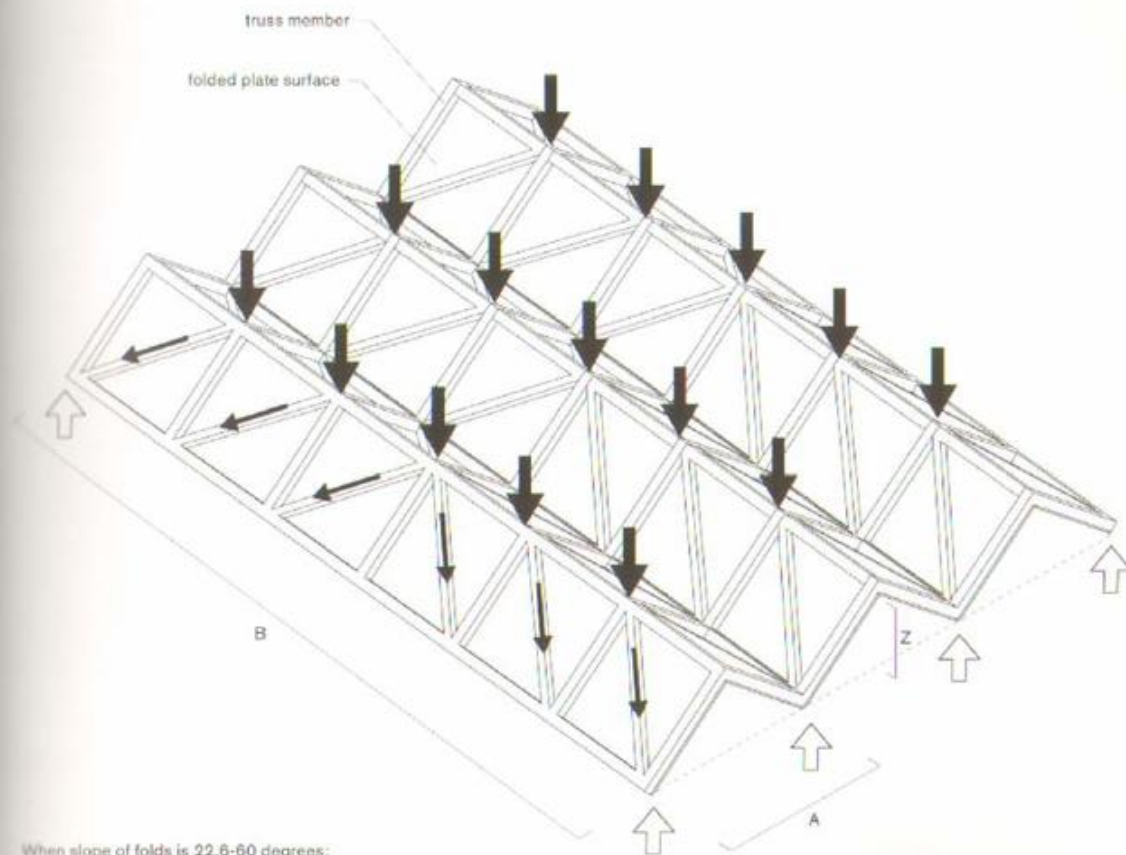 truss member
folded plate surface
B
Z
A
When slope of folds is 22.6-60 degrees: